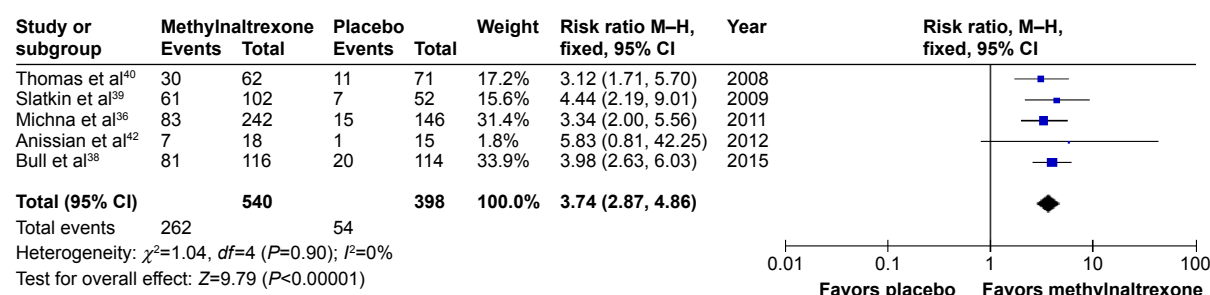 Study or Methylnaltrexone Placebo Weight Risk ratio M–H, Year Risk ratio, M–H,
subgroup Events Total Events Total fixed, 95% CI fixed, 95% CI
Thomas et al⁴⁰ 30 62 11 71 17.2% 3.12 (1.71, 5.70) 2008
Slatkin et al³⁹ 61 102 7 52 15.6% 4.44 (2.19, 9.01) 2009
Michna et al³⁶ 83 242 15 146 31.4% 3.34 (2.00, 5.56) 2011
Anissian et al⁴² 7 18 1 15 1.8% 5.83 (0.81, 42.25) 2012
Bull et al³⁸ 81 116 20 114 33.9% 3.98 (2.63, 6.03) 2015
Total (95% CI) 540 398 100.0% 3.74 (2.87, 4.86)
Total events 262 54
Heterogeneity: χ²=1.04, df=4 (P=0.90); I²=0%
Test for overall effect: Z=9.79 (P<0.00001)
0.01 0.1 1 10 100
Favors placebo Favors methylnaltrexone